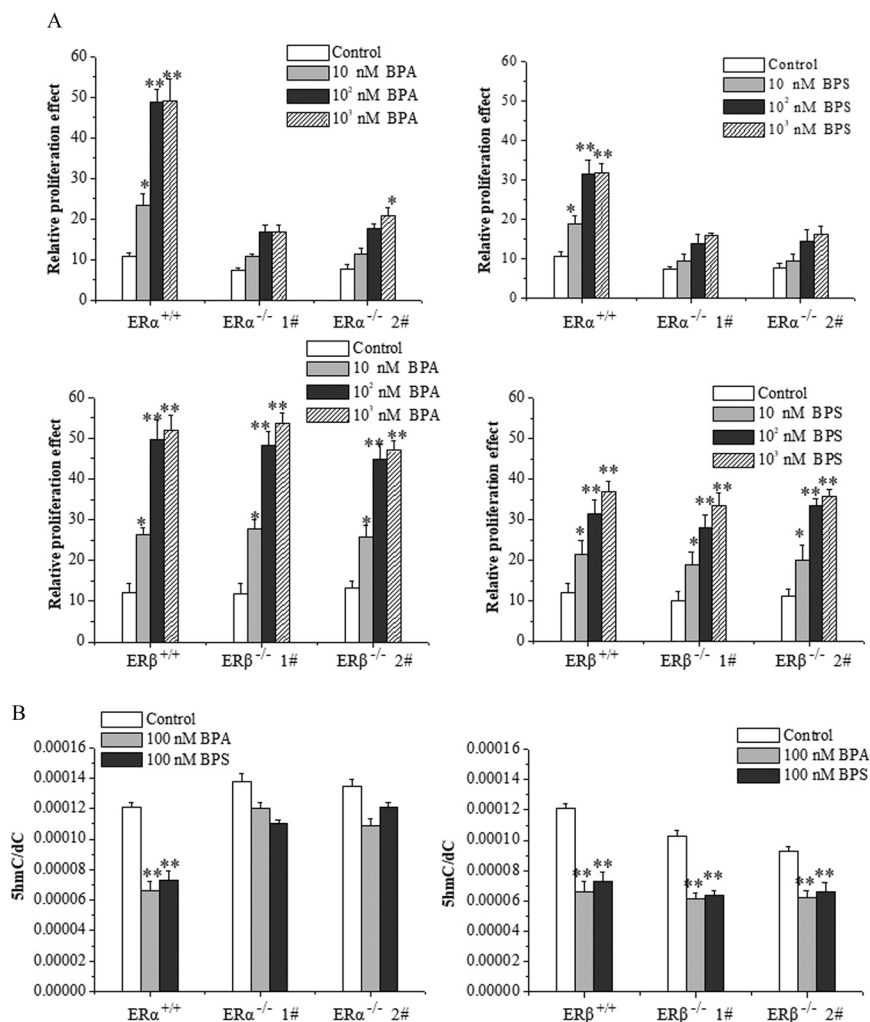 A
Relative proliferation effect
60
50
40
30
20
10
0
Control
10 nM BPA
10² nM BPA
10³ nM BPA
** **
*
*
ERα⁺/⁺ ERα⁻/⁻ 1# ERα⁻/⁻ 2#
Relative proliferation effect
60
50
40
30
20
10
0
Control
10 nM BPS
10² nM BPS
10³ nM BPS
** **
*
ERα⁺/⁺ ERα⁻/⁻ 1# ERα⁻/⁻ 2#
Relative proliferation effect
60
50
40
30
20
10
0
Control
10 nM BPA
10² nM BPA
10³ nM BPA
* ** **
* ** **
* ** **
ERβ⁺/⁺ ERβ⁻/⁻ 1# ERβ⁻/⁻ 2#
Relative proliferation effect
60
50
40
30
20
10
0
Control
10 nM BPS
10² nM BPS
10³ nM BPS
* ** **
* ** **
* ** **
ERβ⁺/⁺ ERβ⁻/⁻ 1# ERβ⁻/⁻ 2#
B
5hmC/dC
0.00016
0.00014
0.00012
0.00010
0.00008
0.00006
0.00004
0.00002
0.00000
Control
100 nM BPA
100 nM BPS
** **
ERα⁺/⁺ ERα⁻/⁻ 1# ERα⁻/⁻ 2#
5hmC/dC
0.00016
0.00014
0.00012
0.00010
0.00008
0.00006
0.00004
0.00002
0.00000
Control
100 nM BPA
100 nM BPS
** ** ** ** ** **
ERβ⁺/⁺ ERβ⁻/⁻ 1# ERβ⁻/⁻ 2#